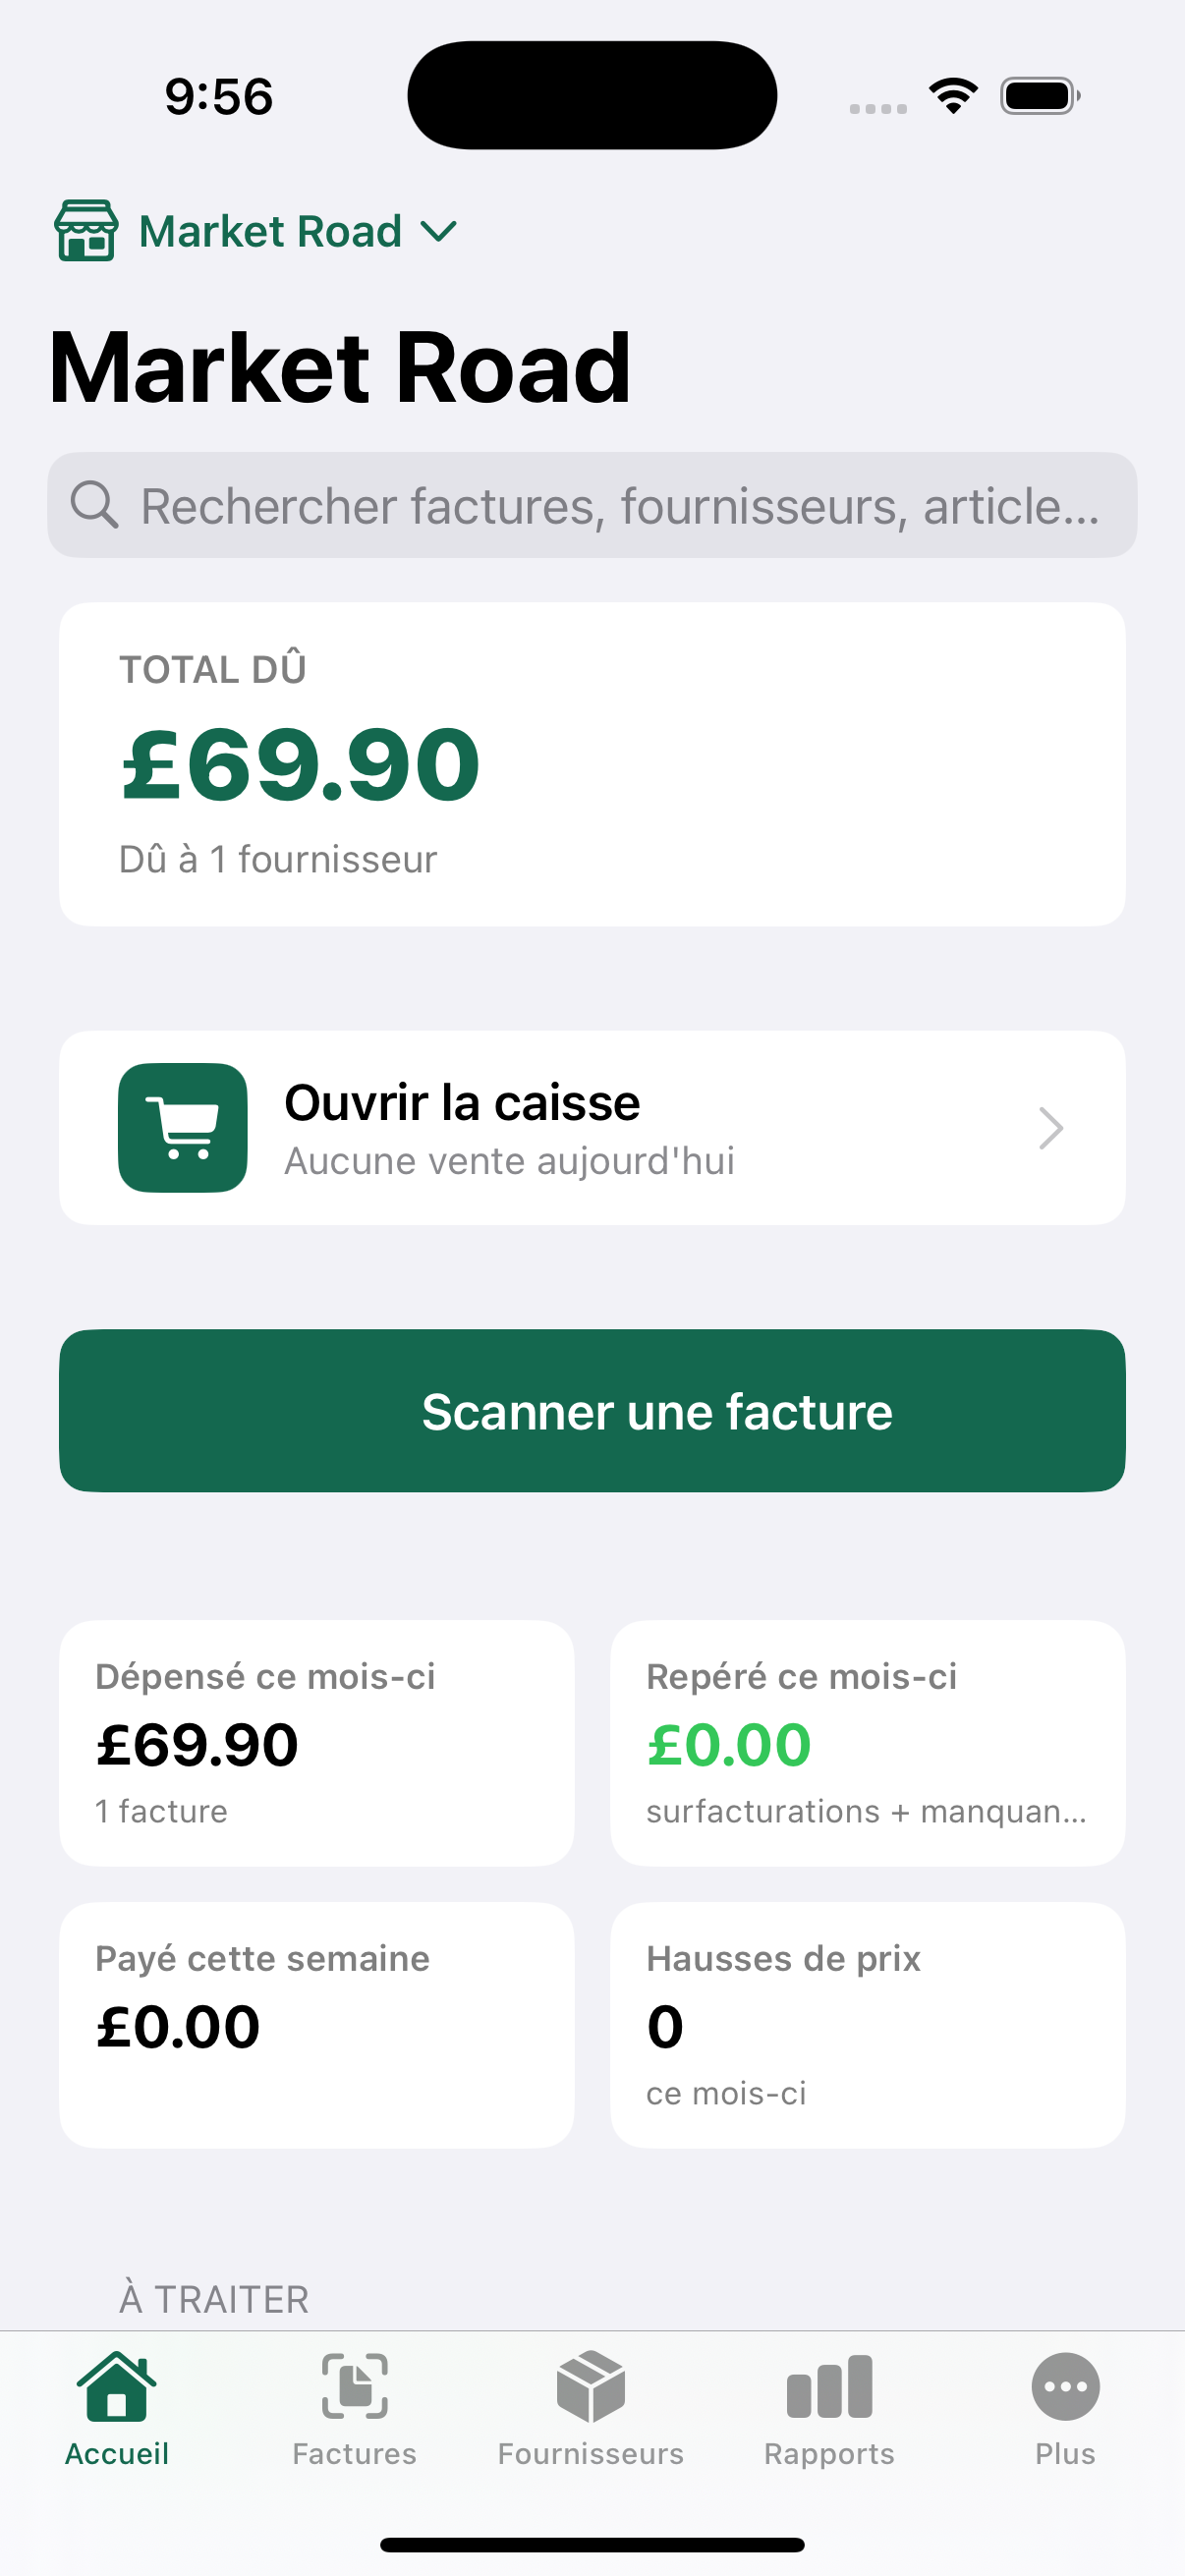 9:56
Market Road
Market Road
Rechercher factures, fournisseurs, article...
TOTAL DÛ
£69.90
Dû à 1 fournisseur
Ouvrir la caisse
Aucune vente aujourd'hui
Scanner une facture
Dépensé ce mois-ci
£69.90
1 facture
Repéré ce mois-ci
£0.00
surfacturations + manquan...
Payé cette semaine
£0.00
Hausses de prix
0
ce mois-ci
À TRAITER
Accueil
Factures
Fournisseurs
Rapports
Plus